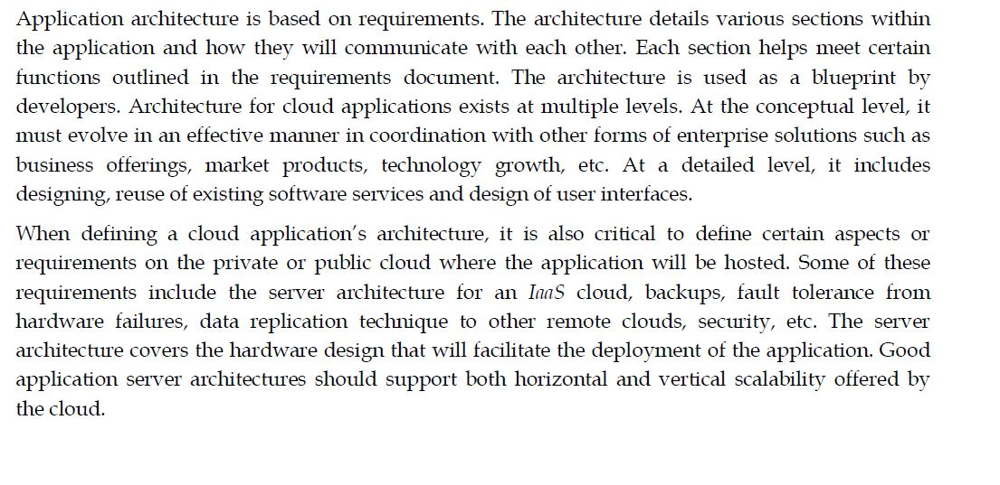 Application architecture is based on requirements. The architecture details various sections within
the application and how they will communicate with each other. Each section helps meet certain
functions outlined in the requirements document. The architecture is used as a blueprint by
developers. Architecture for cloud applications exists at multiple levels. At the conceptual level, it
must evolve in an effective manner in coordination with other forms of enterprise solutions such as
business offerings, market products, technology growth, etc. At a detailed level, it includes
designing, reuse of existing software services and design of user interfaces.
When defining a cloud application’s architecture, it is also critical to define certain aspects or
requirements on the private or public cloud where the application will be hosted. Some of these
requirements include the server architecture for an IaaS cloud, backups, fault tolerance from
hardware failures, data replication technique to other remote clouds, security, etc. The server
architecture covers the hardware design that will facilitate the deployment of the application. Good
application server architectures should support both horizontal and vertical scalability offered by
the cloud.